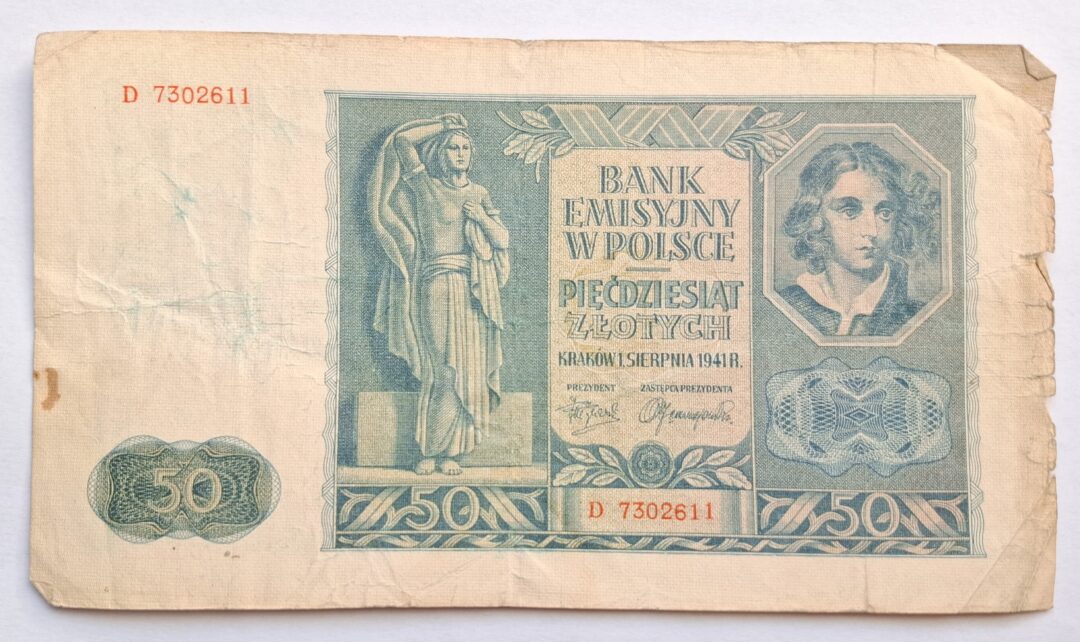 D 7302611
BANK
EMISYJNY
W POLSCE
PIĘĆDZIESIĄT
ZŁOTYCH
KRAKÓW 1. SIERPNIA 1941 R.
PREZYDENT ZASTĘPCA PREZYDENTA
50
50 D 7302611 50